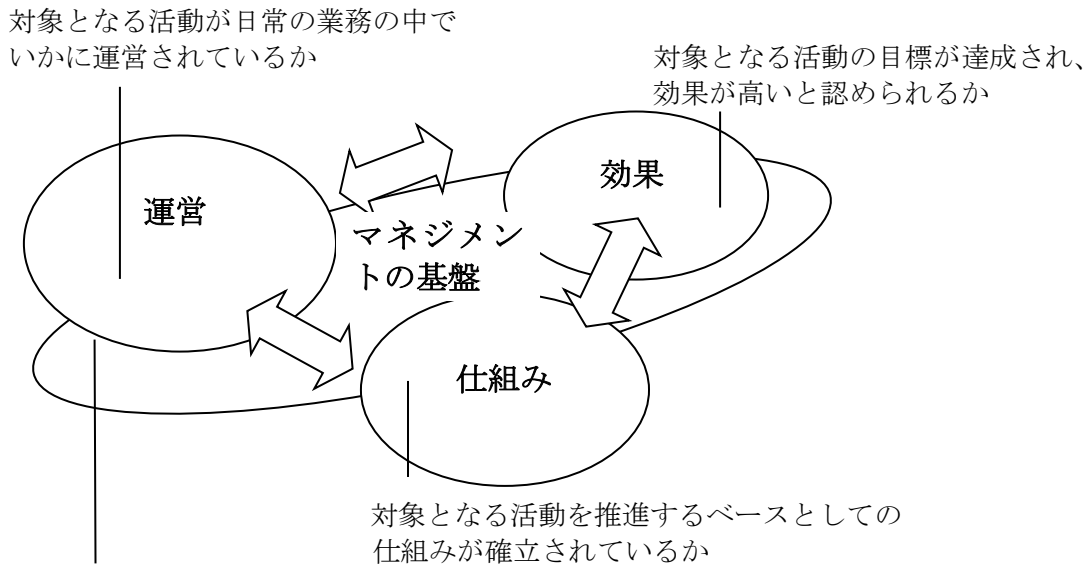 対象となる活動が日常の業務の中で
いかに運営されているか
対象となる活動の目標が達成され、
効果が高いと認められるか
運営
効果
マネジメン
トの基盤
仕組み
対象となる活動を推進するベースとしての
仕組みが確立されているか